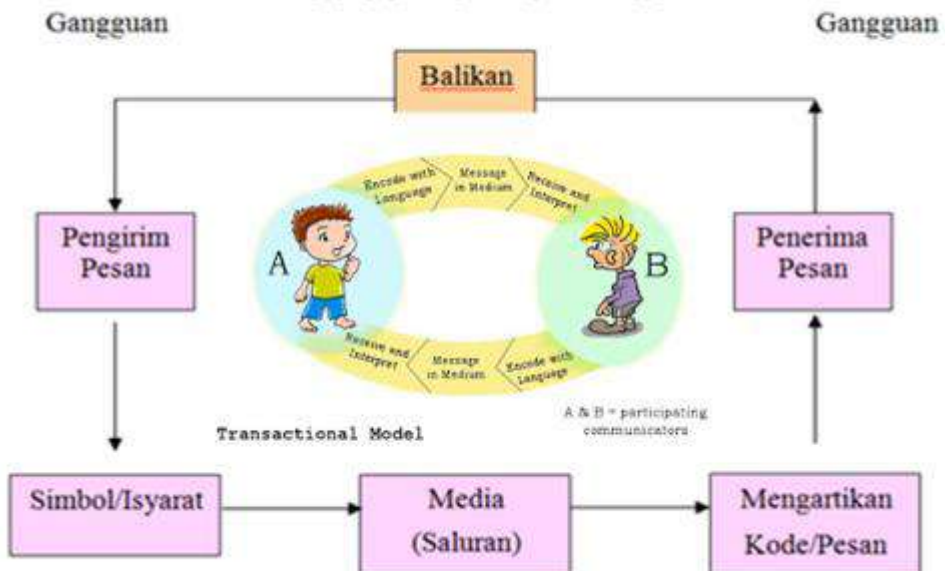 Gangguan
Gangguan
Balikan
Encode with
Language
Message
in Medium
Receive and
Interpret
Pengirim
Pesan
A
B
Penerima
Pesan
Receive and
Interpret
Message
in Medium
Encode with
Language
A & B = participating
communicators
Transactional Model
Simbol/Isyarat
Media
(Saluran)
Mengartikan
Kode/Pesan